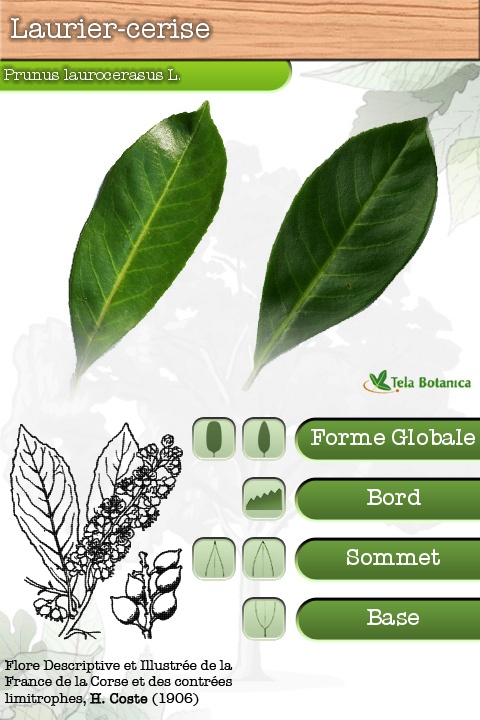 Laurier-cerise
Prunus laurocerasus L.
Tela Botanica
Forme Globale
Bord
Sommet
Base
Flore Descriptive et Illustrée de la
France de la Corse et des contrées
limitrophes, H. Coste (1906)